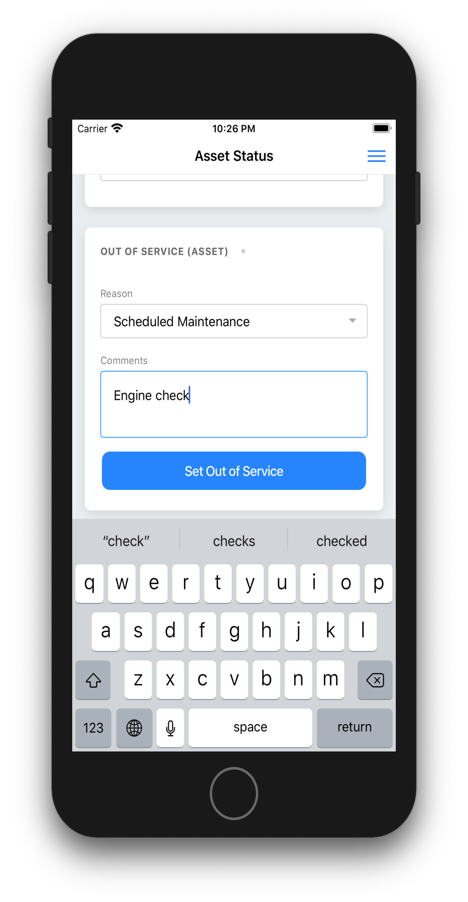 Carrier 10:26 PM
Asset Status
OUT OF SERVICE (ASSET)
Reason
Scheduled Maintenance
Comments
Engine check
Set Out of Service
“check” checks checked
q w e r t y u i o p
a s d f g h j k l
z x c v b n m
123 space return